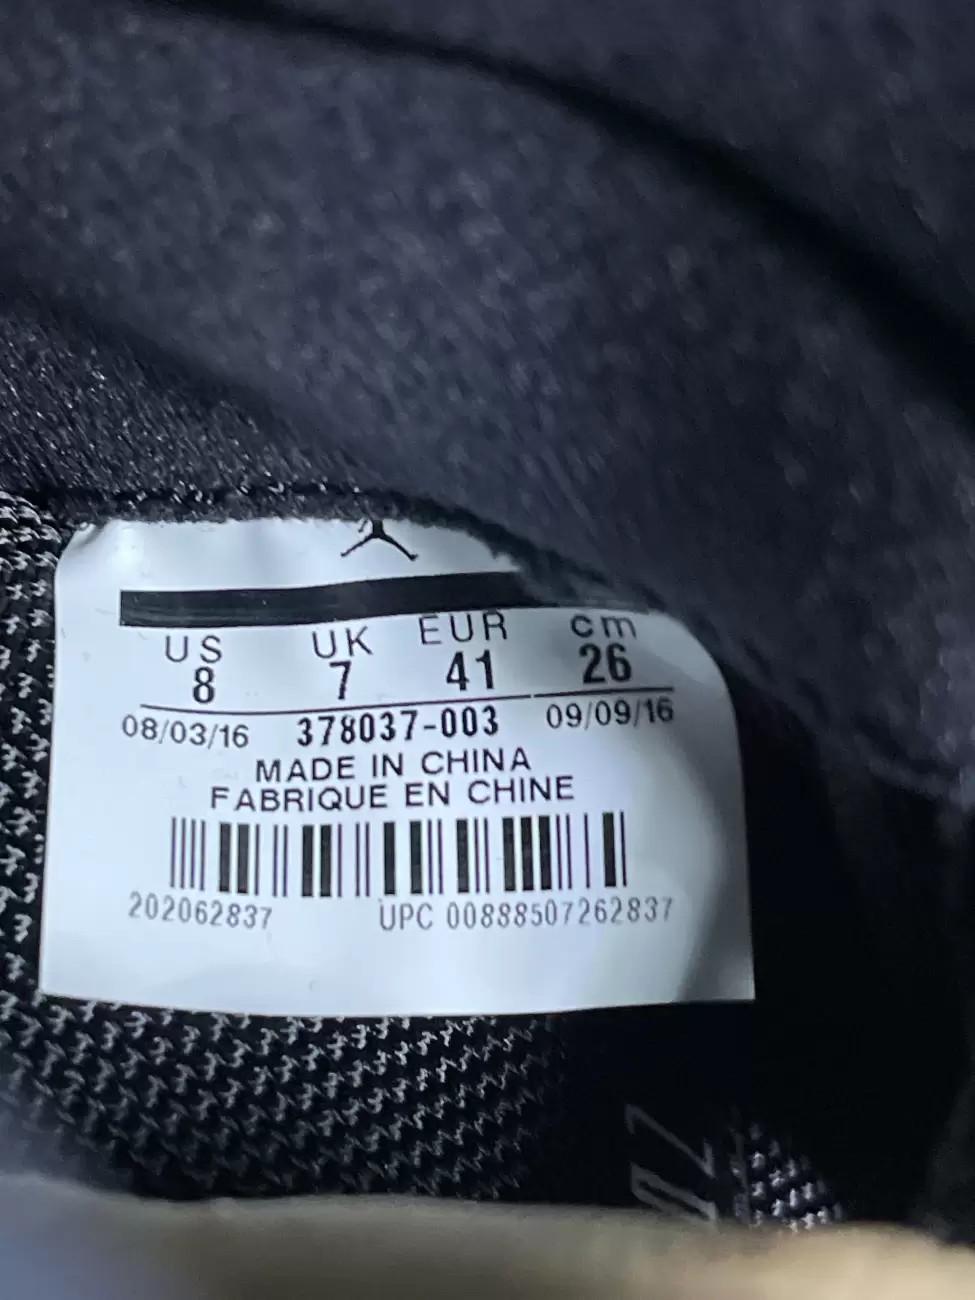 US UK EUR cm
8 7 41 26
08/03/16 378037-003 09/09/16
MADE IN CHINA
FABRIQUE EN CHINE
202062837 UPC 00888507262837